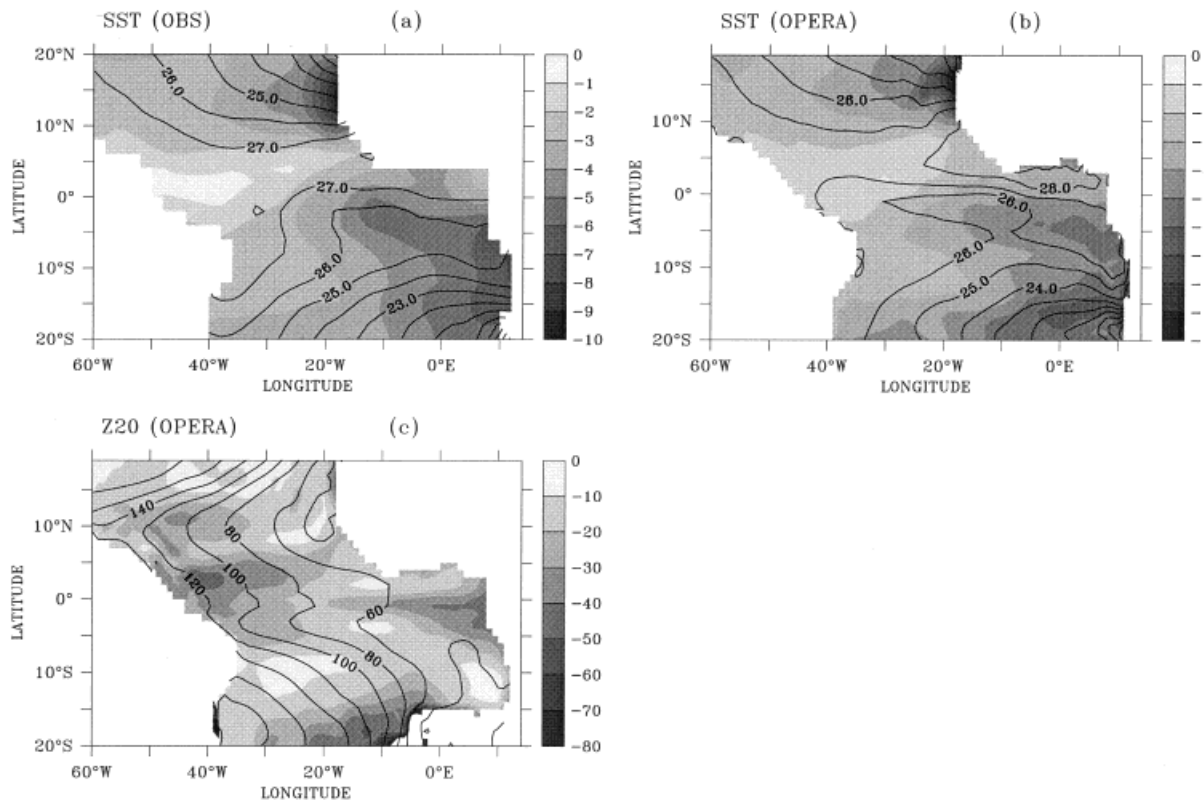 SST (OBS) (a)
20°N
10°N
0°
10°S
20°S
LATITUDE
60°W 40°W 20°W 0°E
LONGITUDE
26.0
25.0
27.0
27.0
26.0
25.0
23.0
0
-1
-2
-3
-4
-5
-6
-7
-8
-9
-10
SST (OPERA) (b)
10°N
0°
10°S
20°S
LATITUDE
60°W 40°W 20°W 0°E
LONGITUDE
26.0
26.0
26.0
26.0
25.0
24.0
0
-
-
-
-
-
-
-
-
-
-
Z20 (OPERA) (c)
10°N
0°
10°S
20°S
LATITUDE
60°W 40°W 20°W 0°E
LONGITUDE
140
80
120
100
60
80
100
0
-10
-20
-30
-40
-50
-60
-70
-80